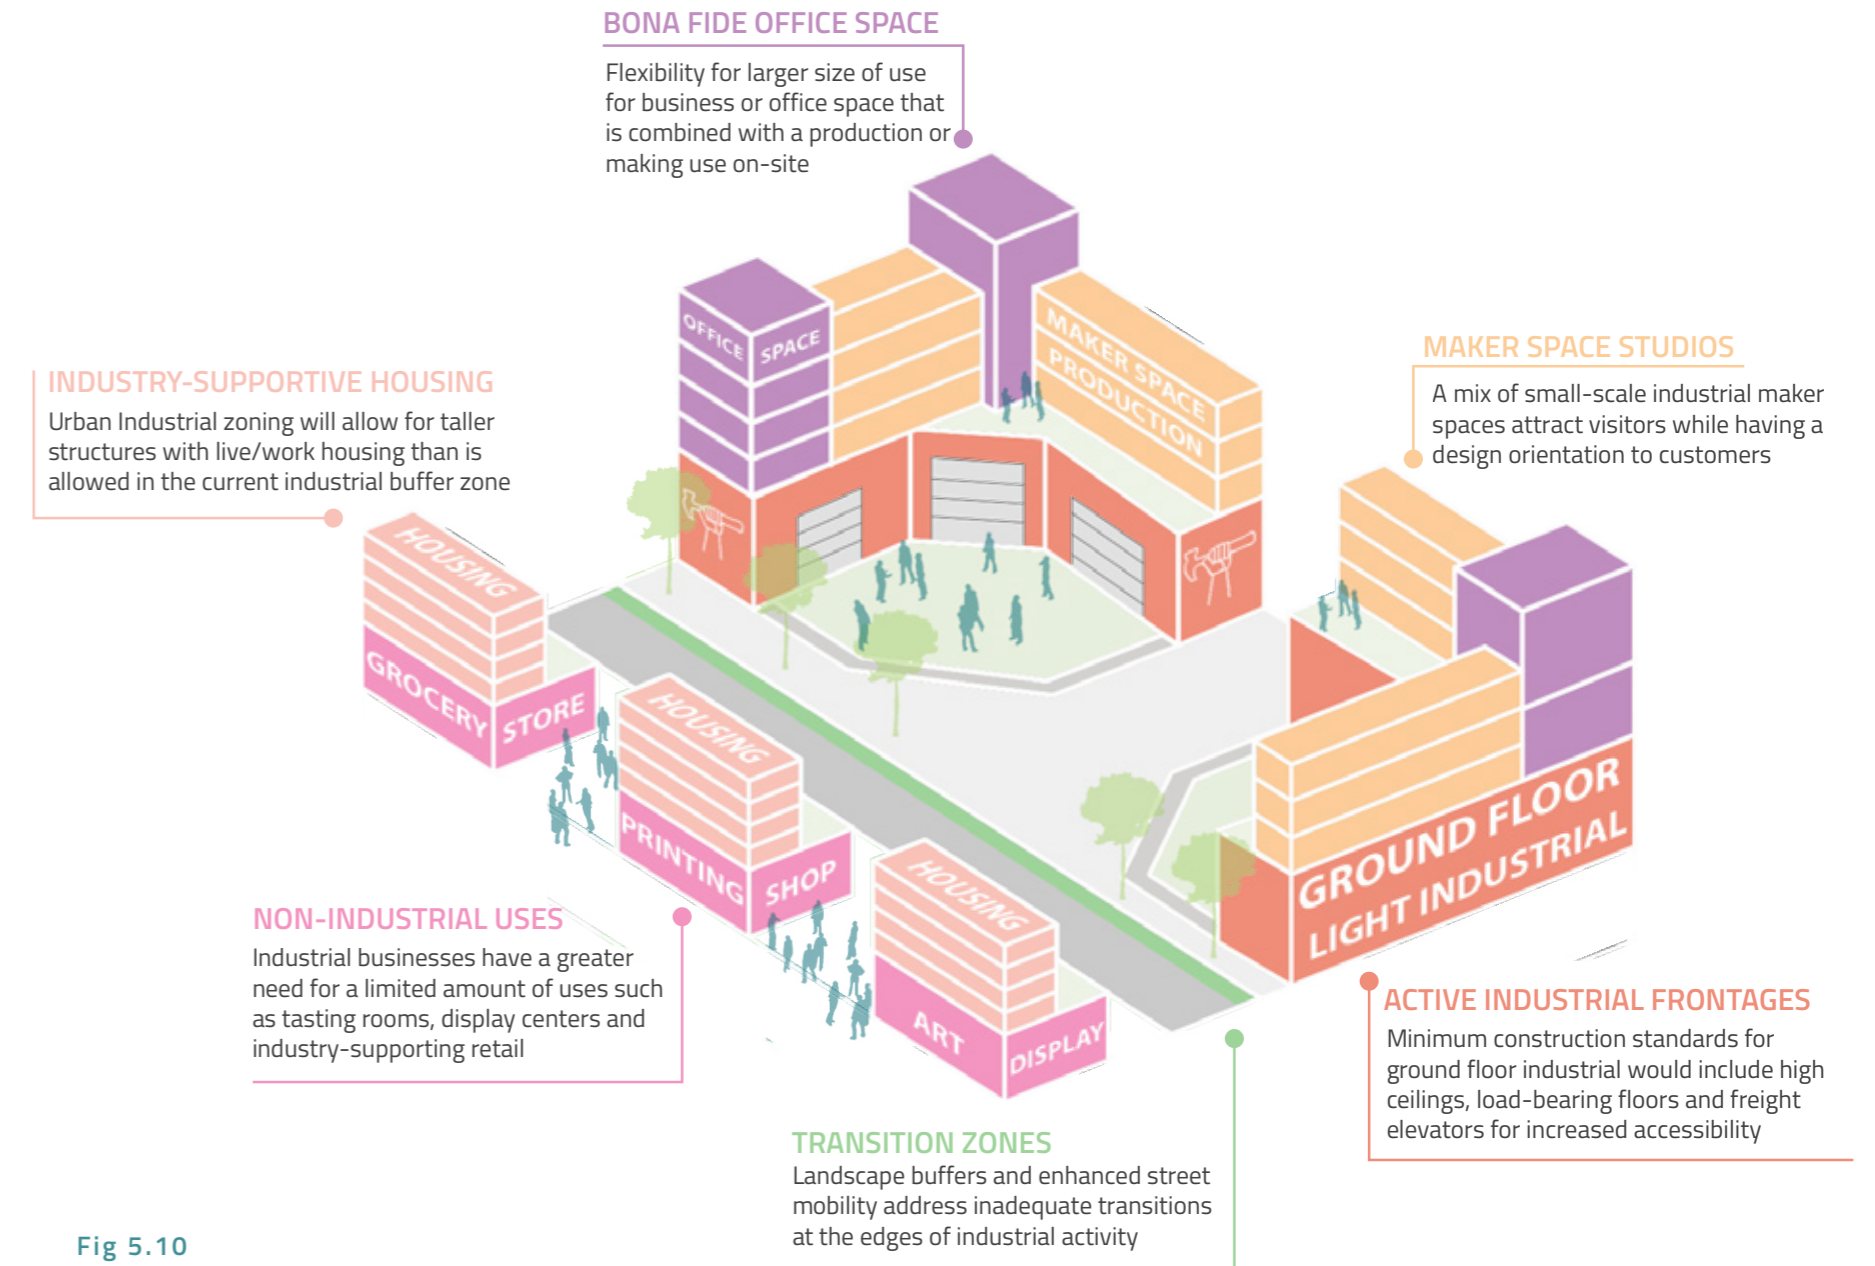 BONA FIDE OFFICE SPACE
Flexibility for larger size of use
for business or office space that
is combined with a production or
making use on-site
INDUSTRY-SUPPORTIVE HOUSING
Urban Industrial zoning will allow for taller
structures with live/work housing than is
allowed in the current industrial buffer zone
MAKER SPACE STUDIOS
A mix of small-scale industrial maker
spaces attract visitors while having a
design orientation to customers
OFFICE SPACE
MAKER SPACE
PRODUCTION
HOUSING
GROCERY STORE
HOUSING
PRINTING SHOP
HOUSING
ART DISPLAY
GROUND FLOOR
LIGHT INDUSTRIAL
NON-INDUSTRIAL USES
Industrial businesses have a greater
need for a limited amount of uses such
as tasting rooms, display centers and
industry-supporting retail
ACTIVE INDUSTRIAL FRONTAGES
Minimum construction standards for
ground floor industrial would include high
ceilings, load-bearing floors and freight
elevators for increased accessibility
TRANSITION ZONES
Landscape buffers and enhanced street
mobility address inadequate transitions
at the edges of industrial activity
Fig 5.10